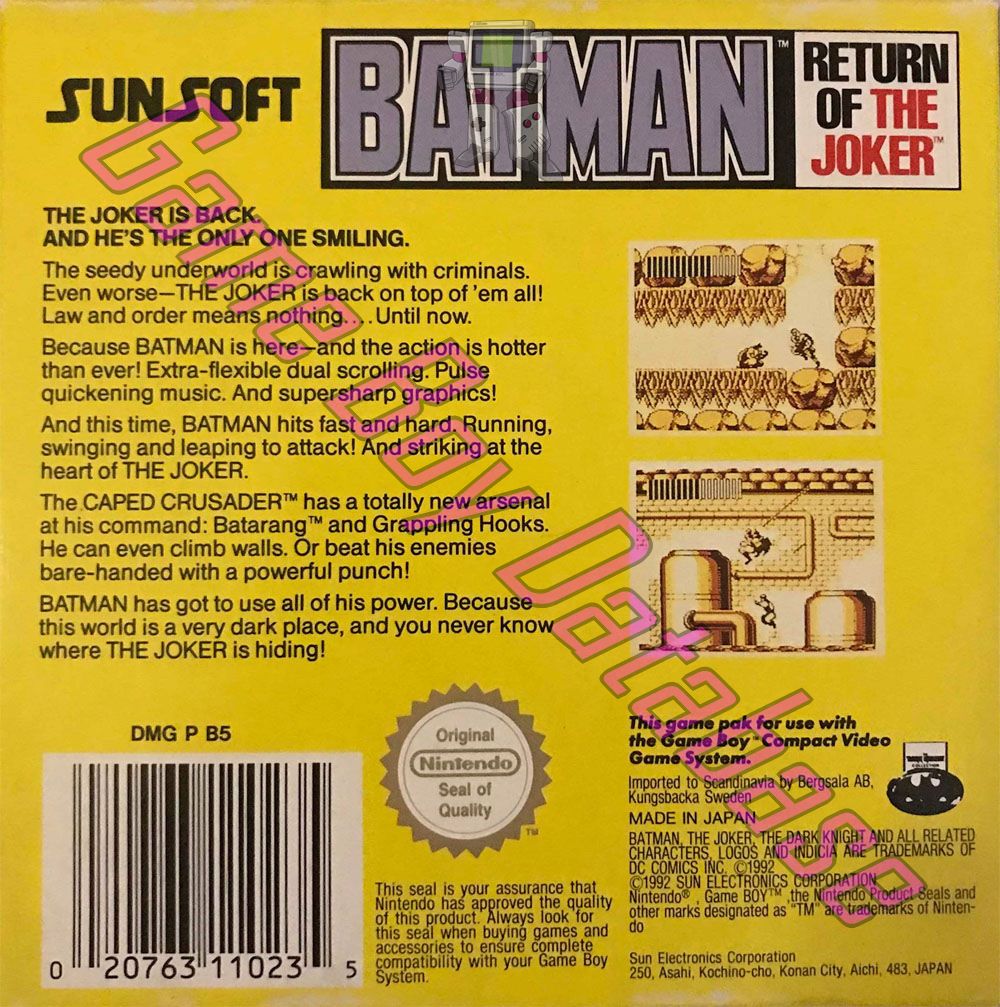 SUNSOFT
BATMAN™
RETURN
OF THE
JOKER™
THE JOKER IS BACK.
AND HE'S THE ONLY ONE SMILING.
The seedy underworld is crawling with criminals.
Even worse—THE JOKER is back on top of 'em all!
Law and order means nothing....Until now.
Because BATMAN is here—and the action is hotter
than ever! Extra-flexible dual scrolling. Pulse
quickening music. And supersharp graphics!
And this time, BATMAN hits fast and hard. Running,
swinging and leaping to attack! And striking at the
heart of THE JOKER.
The CAPED CRUSADER™ has a totally new arsenal
at his command: Batarang™ and Grappling Hooks.
He can even climb walls. Or beat his enemies
bare-handed with a powerful punch!
BATMAN has got to use all of his power. Because
this world is a very dark place, and you never know
where THE JOKER is hiding!
Game Boy Database
DMG P B5
0 20763 11023 5
Original
Nintendo
Seal of
Quality
™
This seal is your assurance that
Nintendo has approved the quality
of this product. Always look for
this seal when buying games and
accessories to ensure complete
compatibility with your Game Boy
System.
This game pak for use with
the Game Boy™ Compact Video
Game System.
Imported to Scandinavia by Bergsala AB,
Kungsbacka Sweden
MADE IN JAPAN
BATMAN, THE JOKER, THE DARK KNIGHT AND ALL RELATED
CHARACTERS, LOGOS AND INDICIA ARE TRADEMARKS OF
DC COMICS INC. ©1992
©1992 SUN ELECTRONICS CORPORATION
Nintendo®, Game BOY™, the Nintendo Product Seals and
other marks designated as "TM" are trademarks of Ninten-
do
Sun Electronics Corporation
250, Asahi, Kochino-cho, Konan City, Aichi, 483, JAPAN